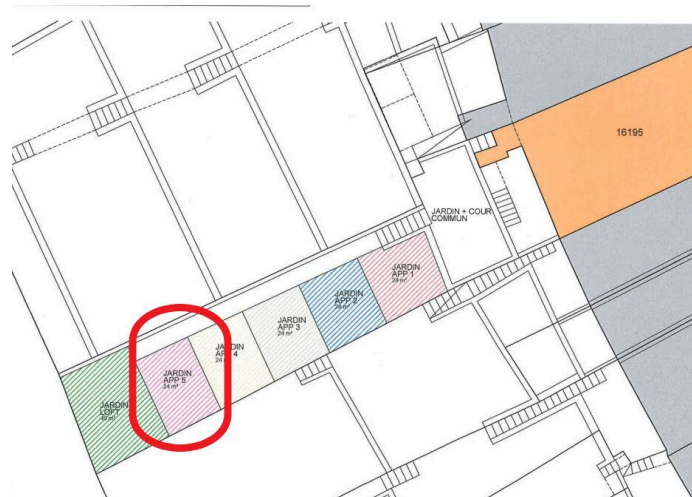 16195
JARDIN + COUR
COMMUN
JARDIN
APP 1
24 m²
JARDIN
APP 2
JARDIN
APP 3
24 m²
JARDIN
APP 4
24 m²
JARDIN
APP 5
24 m²
JARDIN
LOFT
40 m²